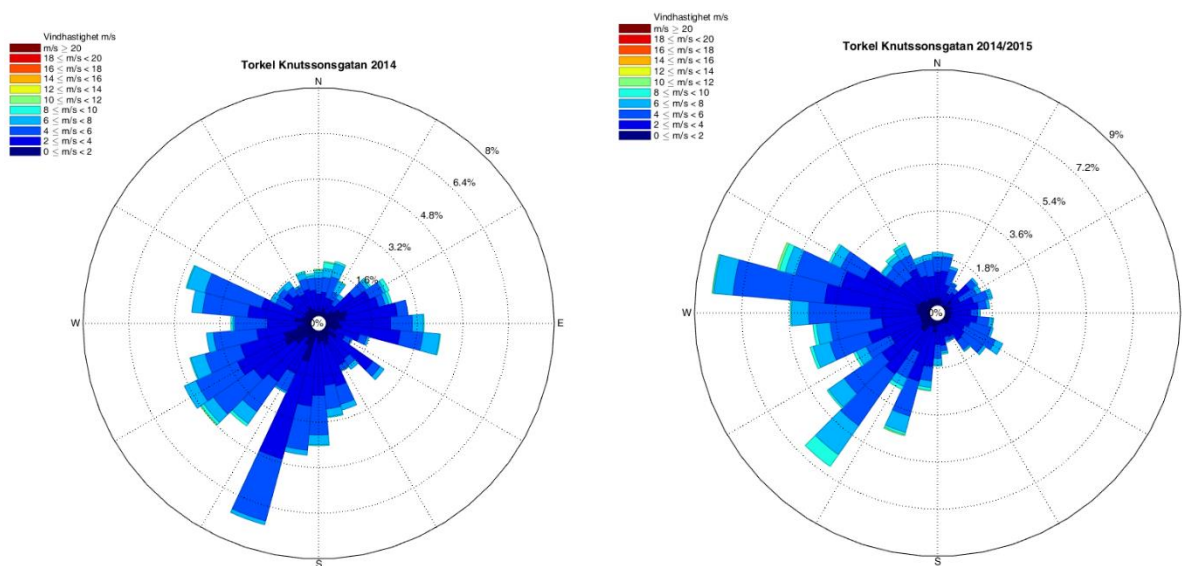 Vindhastighet m/s
m/s ≥ 20
18 ≤ m/s < 20
16 ≤ m/s < 18
14 ≤ m/s < 16
12 ≤ m/s < 14
10 ≤ m/s < 12
8 ≤ m/s < 10
6 ≤ m/s < 8
4 ≤ m/s < 6
2 ≤ m/s < 4
0 ≤ m/s < 2
Torkel Knutssonsgatan 2014
N
8%
6.4%
4.8%
3.2%
1.6%
0%
W
E
S
Vindhastighet m/s
m/s ≥ 20
18 ≤ m/s < 20
16 ≤ m/s < 18
14 ≤ m/s < 16
12 ≤ m/s < 14
10 ≤ m/s < 12
8 ≤ m/s < 10
6 ≤ m/s < 8
4 ≤ m/s < 6
2 ≤ m/s < 4
0 ≤ m/s < 2
Torkel Knutssonsgatan 2014/2015
N
9%
7.2%
5.4%
3.6%
1.8%
0%
W
E
S